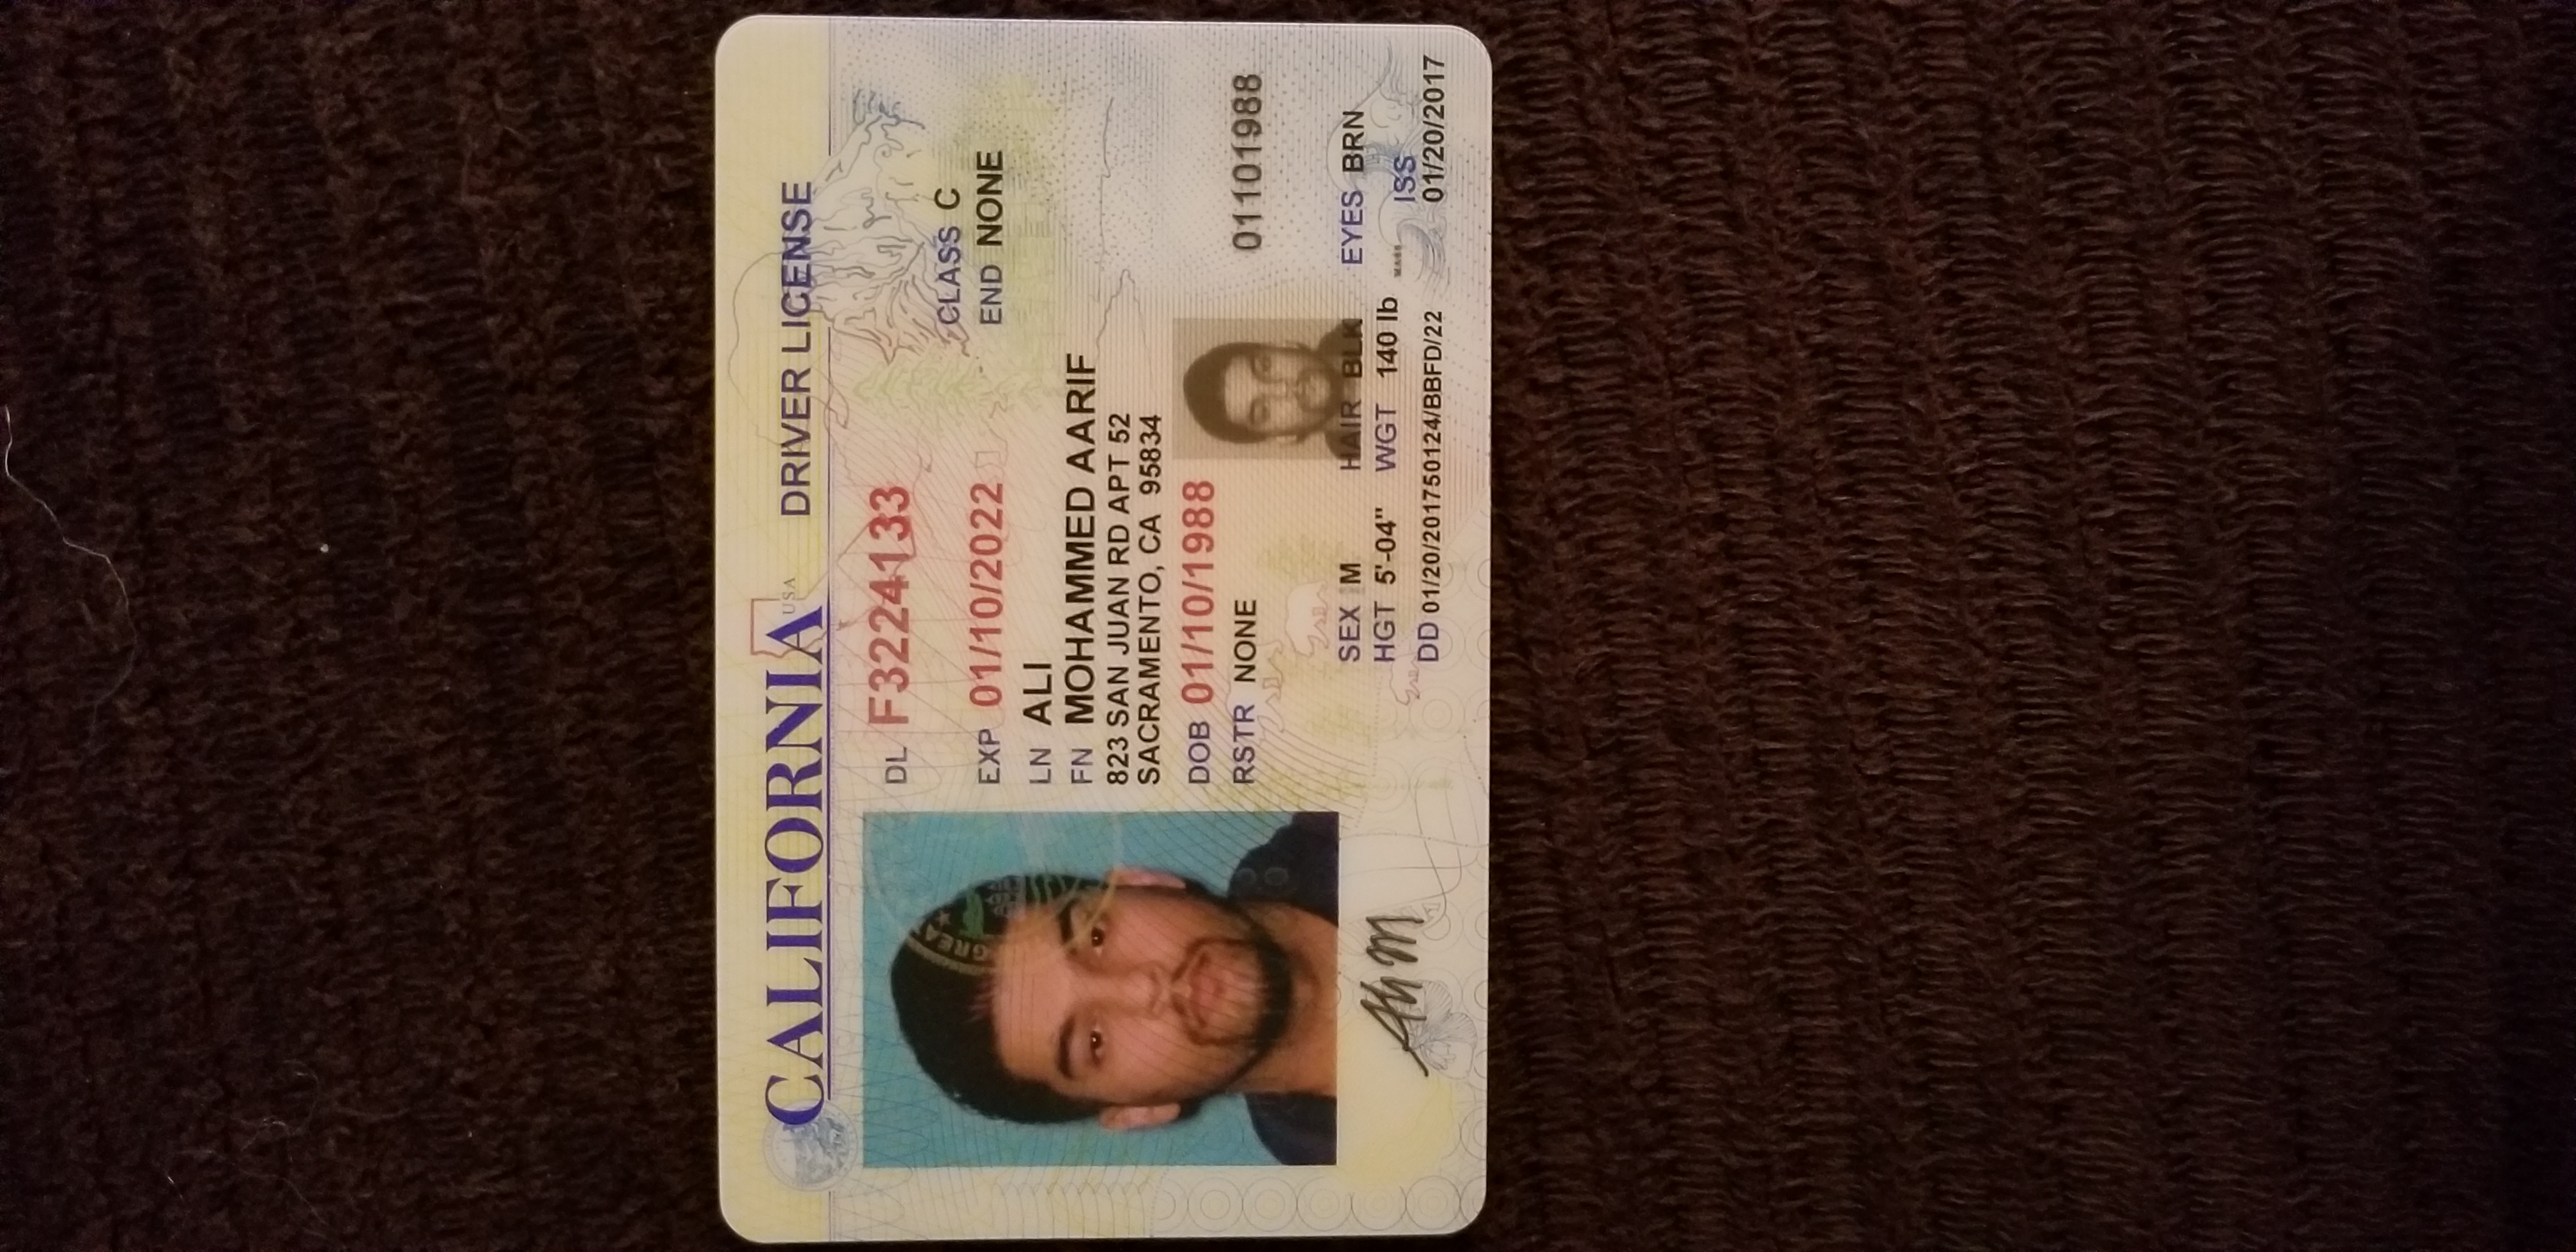 CALIFORNIA USA DRIVER LICENSE
DL F3224133
CLASS C
EXP 01/10/2022
END NONE
LN ALI
FN MOHAMMED AARIF
823 SAN JUAN RD APT 52
SACRAMENTO, CA 95834
DOB 01/10/1988
RSTR NONE
01101988
SEX M HAIR BLK EYES BRN
HGT 5'-04" WGT 140 lb
ISS
DD 01/20/201750124/BBFD/22
01/20/2017
GREAT